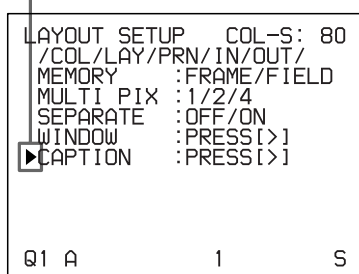 LAYOUT SETUP COL-S: 80
/COL/LAY/PRN/IN/OUT/
MEMORY :FRAME/FIELD
MULTI PIX :1/2/4
SEPARATE :OFF/ON
WINDOW :PRESS[>]
▶CAPTION :PRESS[>]
Q1 A 1 S